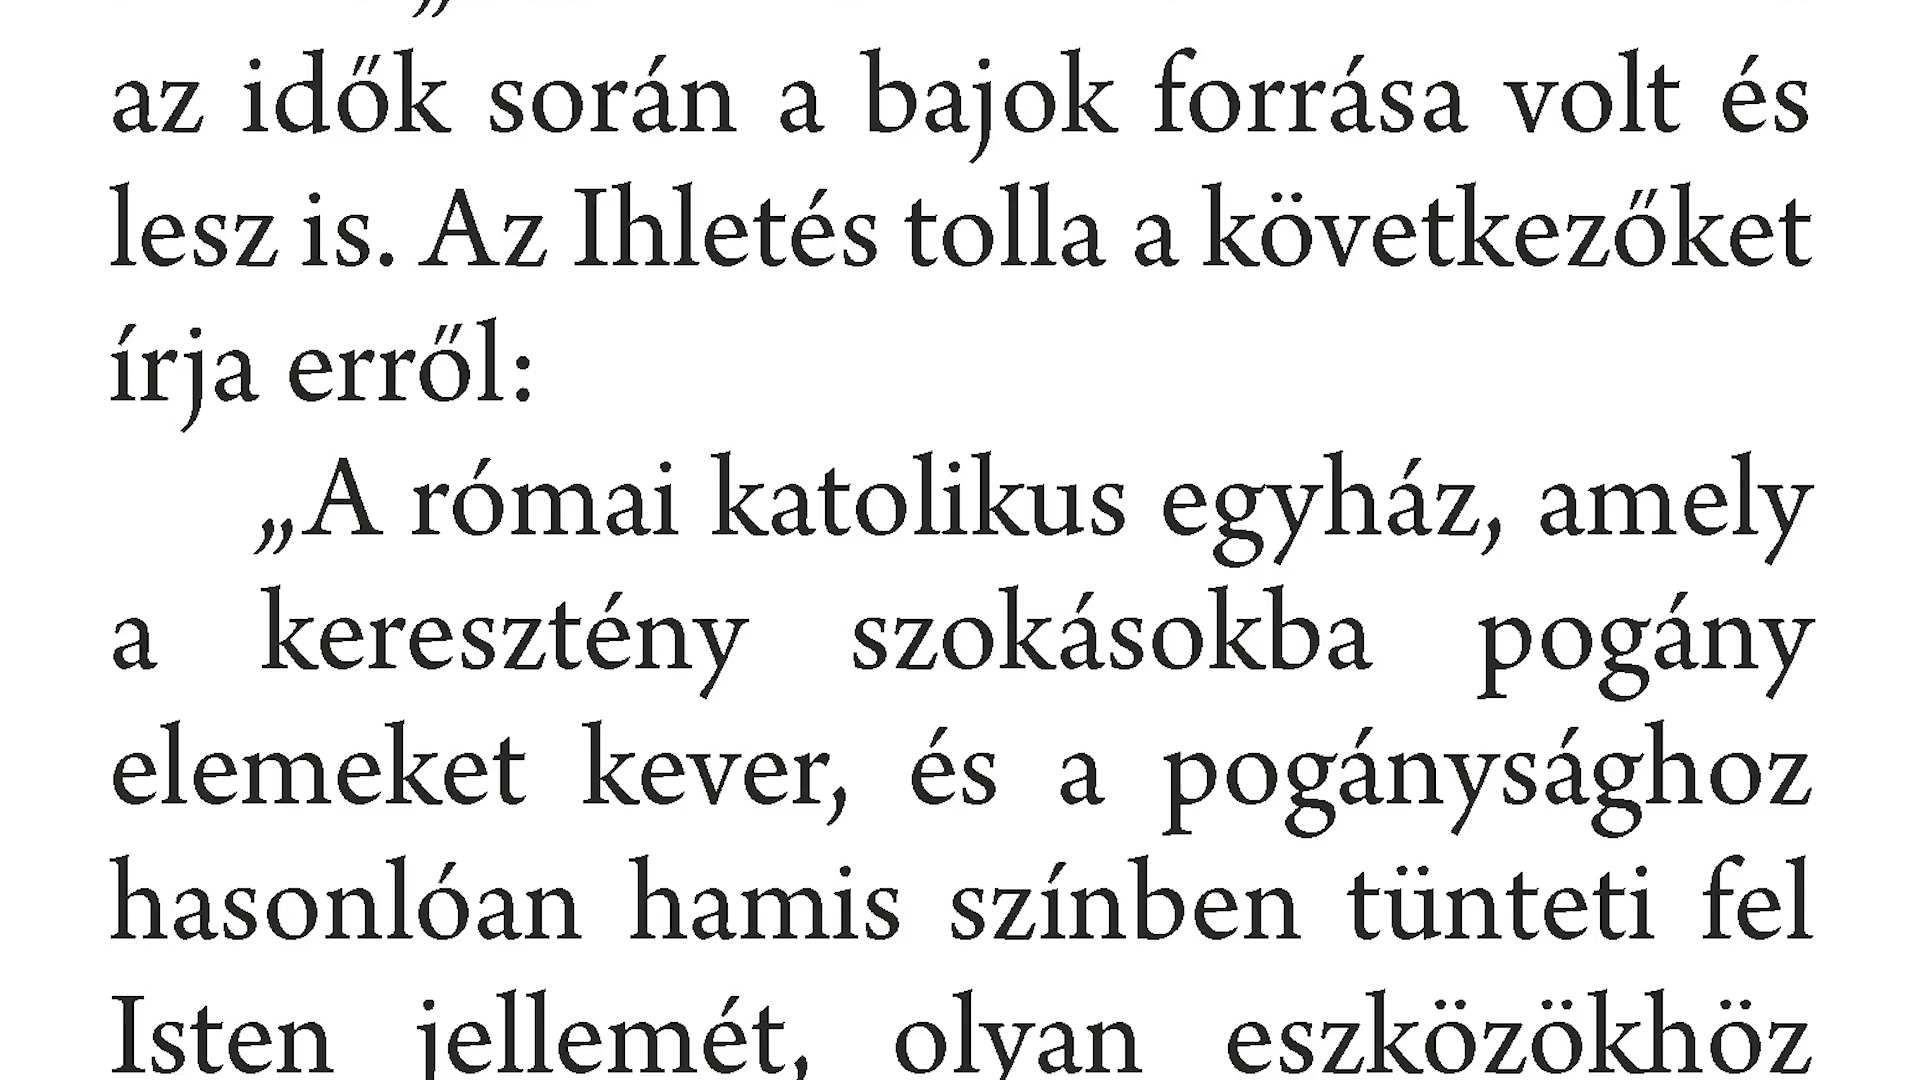 az idők során a bajok forrása volt és
lesz is. Az Ihletés tolla a következőket
írja erről:
„A római katolikus egyház, amely
a keresztény szokásokba pogány
elemeket kever, és a pogánysághoz
hasonlóan hamis színben tünteti fel
Isten jellemét, olyan eszközökhöz